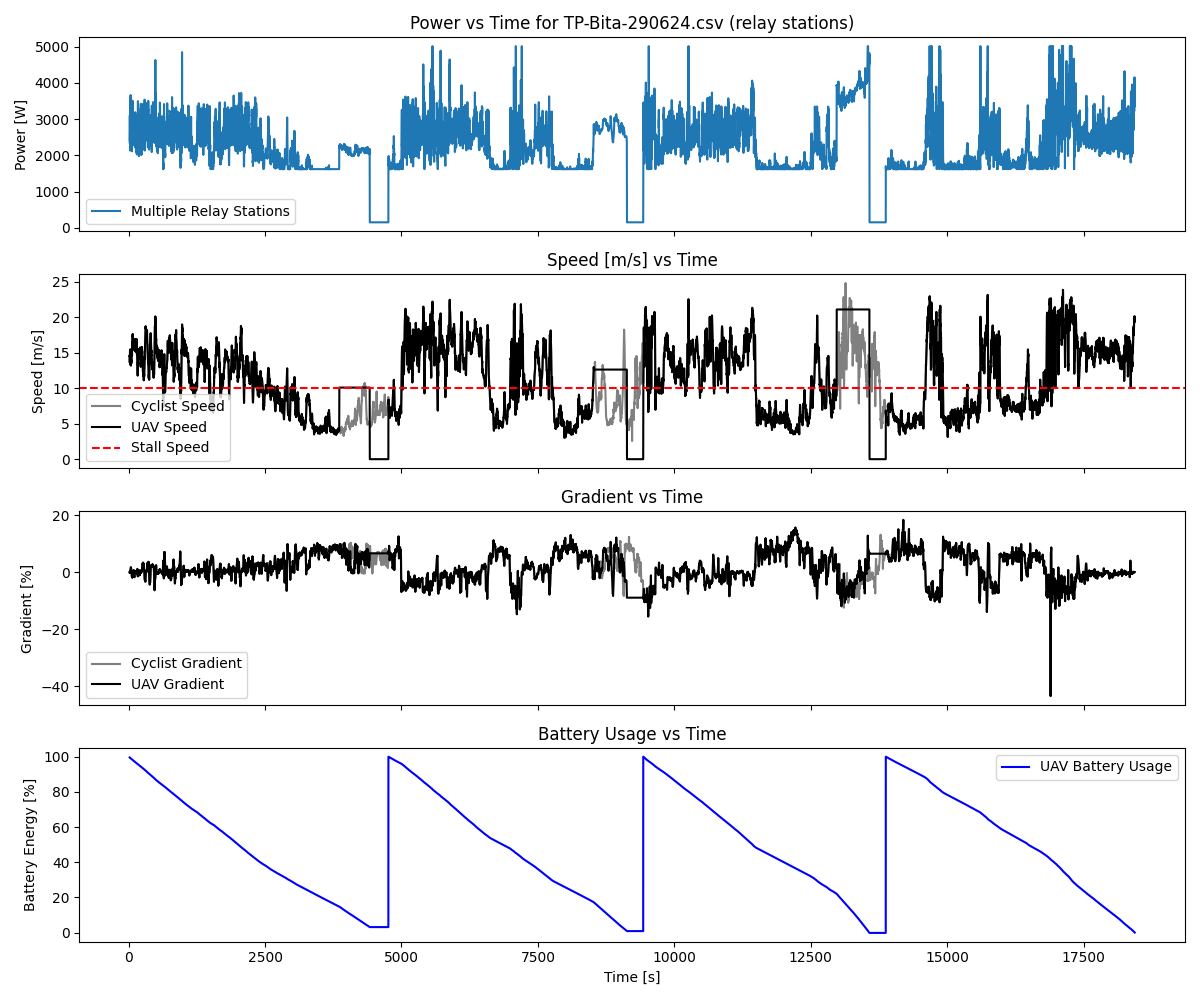 Power vs Time for TP-Bita-290624.csv (relay stations)
5000
4000
3000
2000
1000
0
Power [W]
Multiple Relay Stations
Speed [m/s] vs Time
25
20
15
10
5
0
Speed [m/s]
Cyclist Speed
UAV Speed
Stall Speed
Gradient vs Time
20
0
−20
−40
Gradient [%]
Cyclist Gradient
UAV Gradient
Battery Usage vs Time
100
80
60
40
20
0
Battery Energy [%]
UAV Battery Usage
0 2500 5000 7500 10000 12500 15000 17500
Time [s]